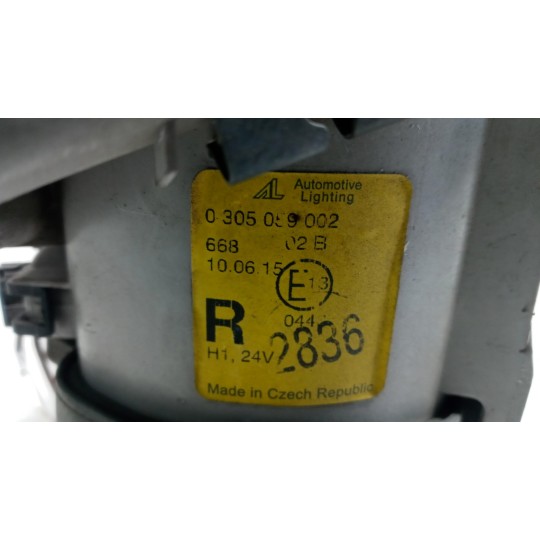 AL Automotive
Lighting
0 305 059 002
668 02 B
10.06.15
E13
R 044
H1, 24V 2836
Made in Czech Republic